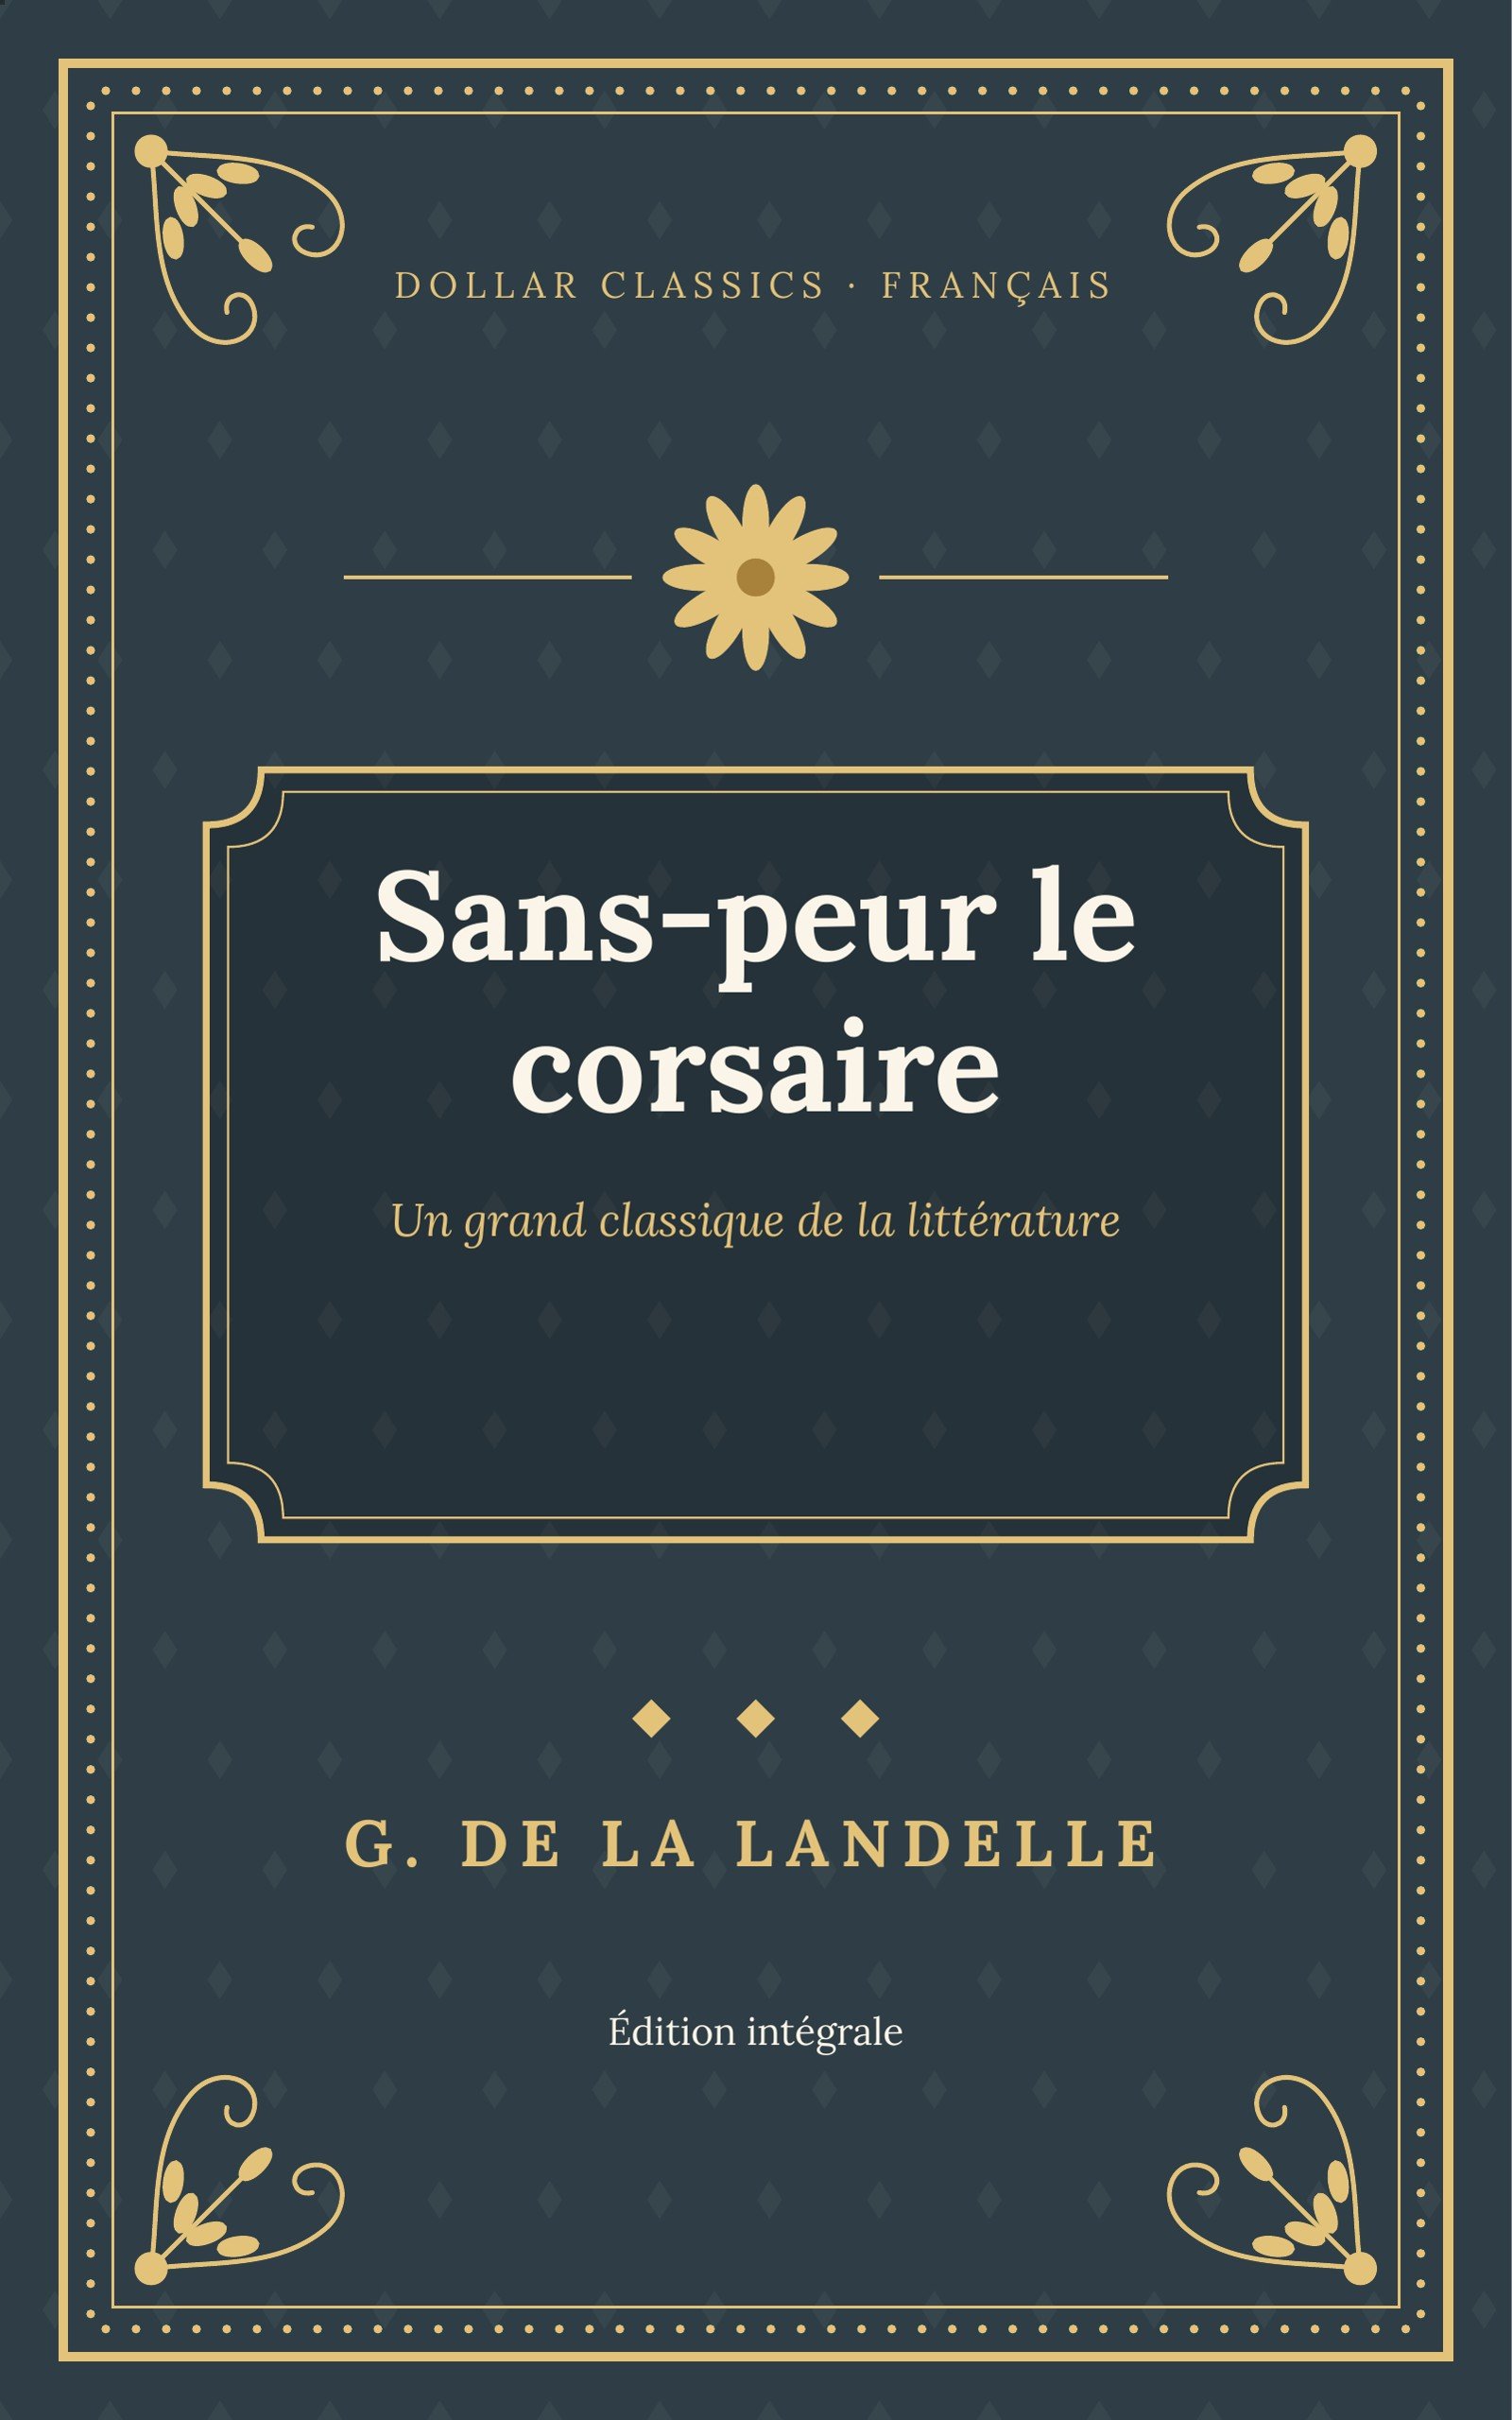 DOLLAR CLASSICS · FRANÇAIS
Sans-peur le
corsaire
Un grand classique de la littérature
G. DE LA LANDELLE
Édition intégrale